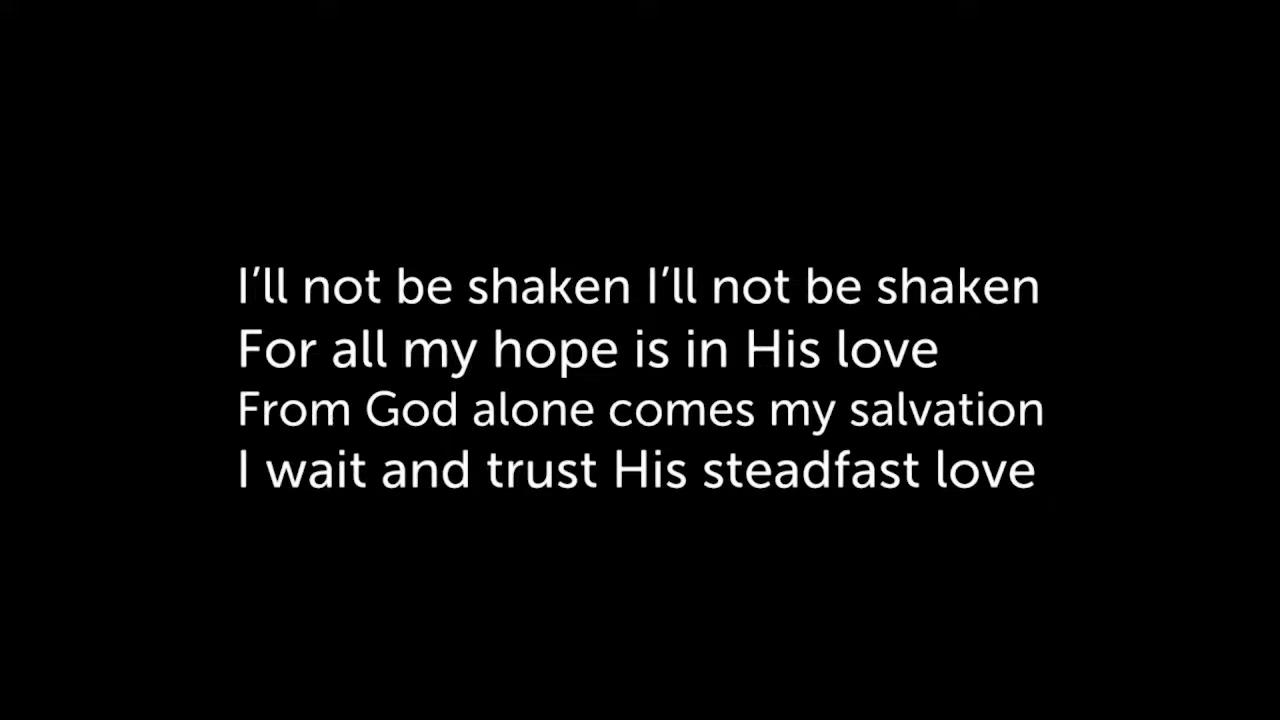 I’ll not be shaken I’ll not be shaken
For all my hope is in His love
From God alone comes my salvation
I wait and trust His steadfast love